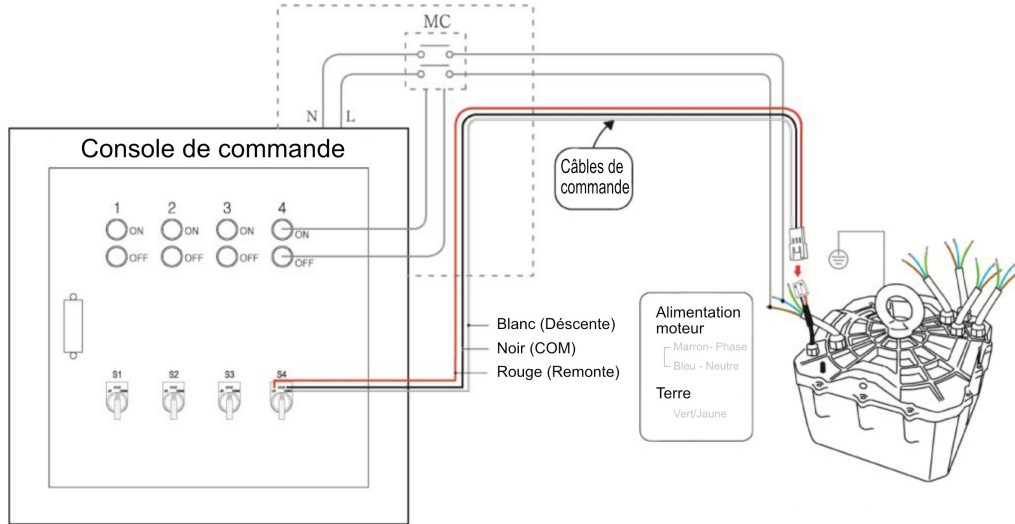 MC
N L
Console de commande
1 2 3 4
ON ON ON ON
OFF OFF OFF OFF
Câbles de
commande
Blanc (Déscente)
Noir (COM)
Rouge (Remonte)
S1 S2 S3 S4
Alimentation
moteur
Marron- Phase
Bleu - Neutre
Terre
Vert/Jaune